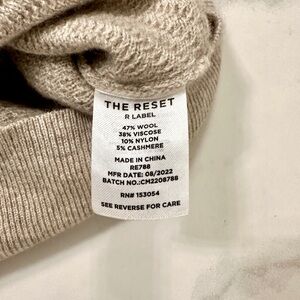 THE RESET
R LABEL
47% WOOL
38% VISCOSE
10% NYLON
5% CASHMERE
MADE IN CHINA
RE788
MFR DATE: 08/2022
BATCH NO.:CM2208788
RN# 153054
SEE REVERSE FOR CARE